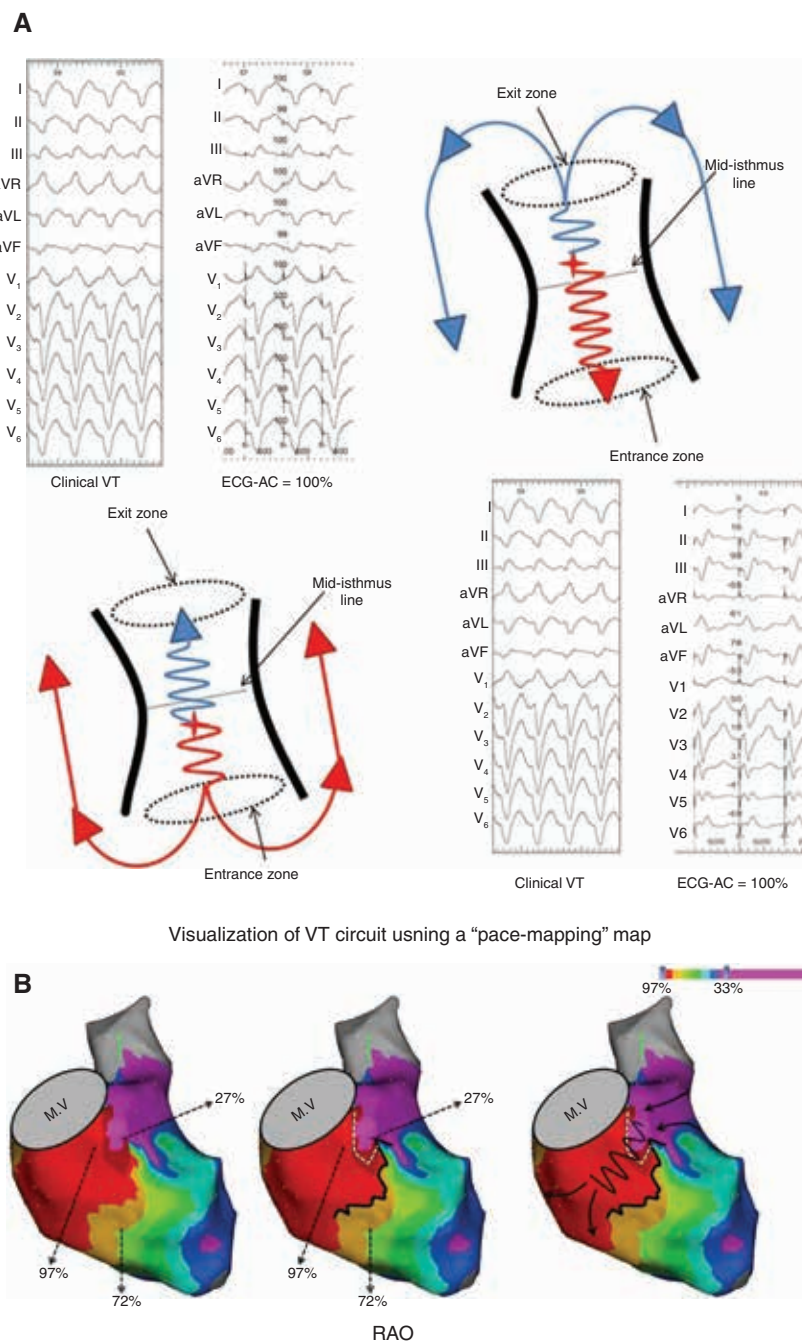 A
I
II
III
aVR
aVL
aVF
V1
V2
V3
V4
V5
V6
Clinical VT
I
II
III
aVR
aVL
aVF
V1
V2
V3
V4
V5
V6
ECG-AC = 100%
Exit zone
Mid-isthmus
line
Entrance zone
Exit zone
Mid-isthmus
line
Entrance zone
I
II
III
aVR
aVL
aVF
V1
V2
V3
V4
V5
V6
Clinical VT
I
II
III
aVR
aVL
aVF
V1
V2
V3
V4
V5
V6
ECG-AC = 100%
Visualization of VT circuit usning a “pace-mapping” map
B
97% 33%
M.V
27%
97%
72%
M.V
27%
97%
72%
M.V
RAO